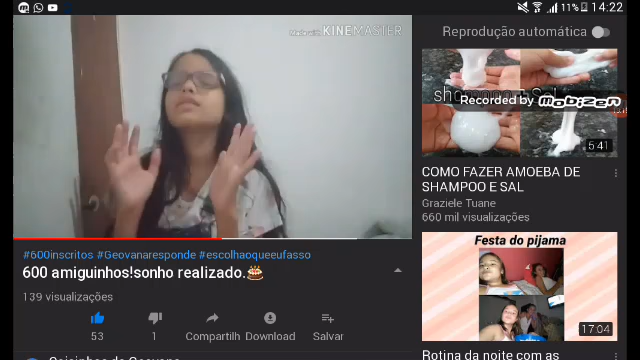 11% 14:22
Made with KINEMASTER
Reprodução automática
Recorded by mobizen
5:41
COMO FAZER AMOEBA DE
SHAMPOO E SAL
Graziele Tuane
660 mil visualizações
#600inscritos #Geovanaresponde #escolhaoqueeufasso
600 amiguinhos!sonho realizado.🎂
139 visualizações
53
1
Compartilh
Download
Salvar
Festa do pijama
17:04
Rotina da noite com as